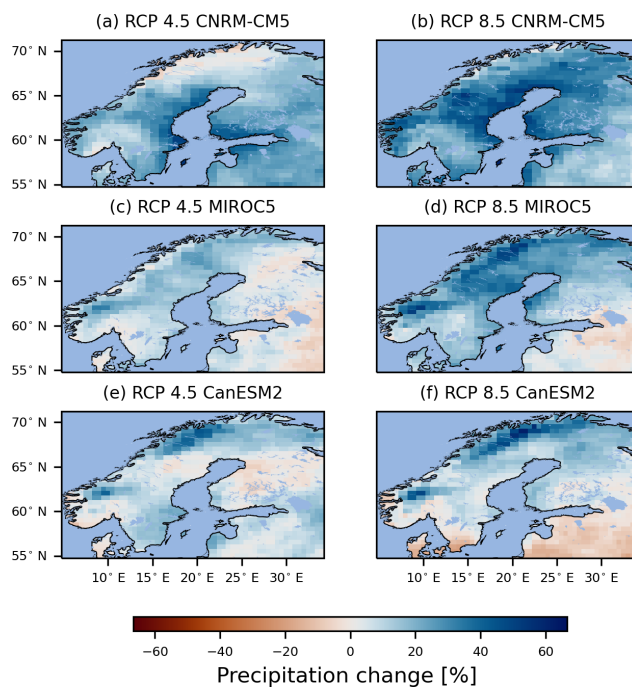 (a) RCP 4.5 CNRM-CM5
(b) RCP 8.5 CNRM-CM5
70° N
65° N
60° N
55° N
(c) RCP 4.5 MIROC5
(d) RCP 8.5 MIROC5
70° N
65° N
60° N
55° N
(e) RCP 4.5 CanESM2
(f) RCP 8.5 CanESM2
70° N
65° N
60° N
55° N
10° E 15° E 20° E 25° E 30° E
10° E 15° E 20° E 25° E 30° E
−60 −40 −20 0 20 40 60
Precipitation change [%]